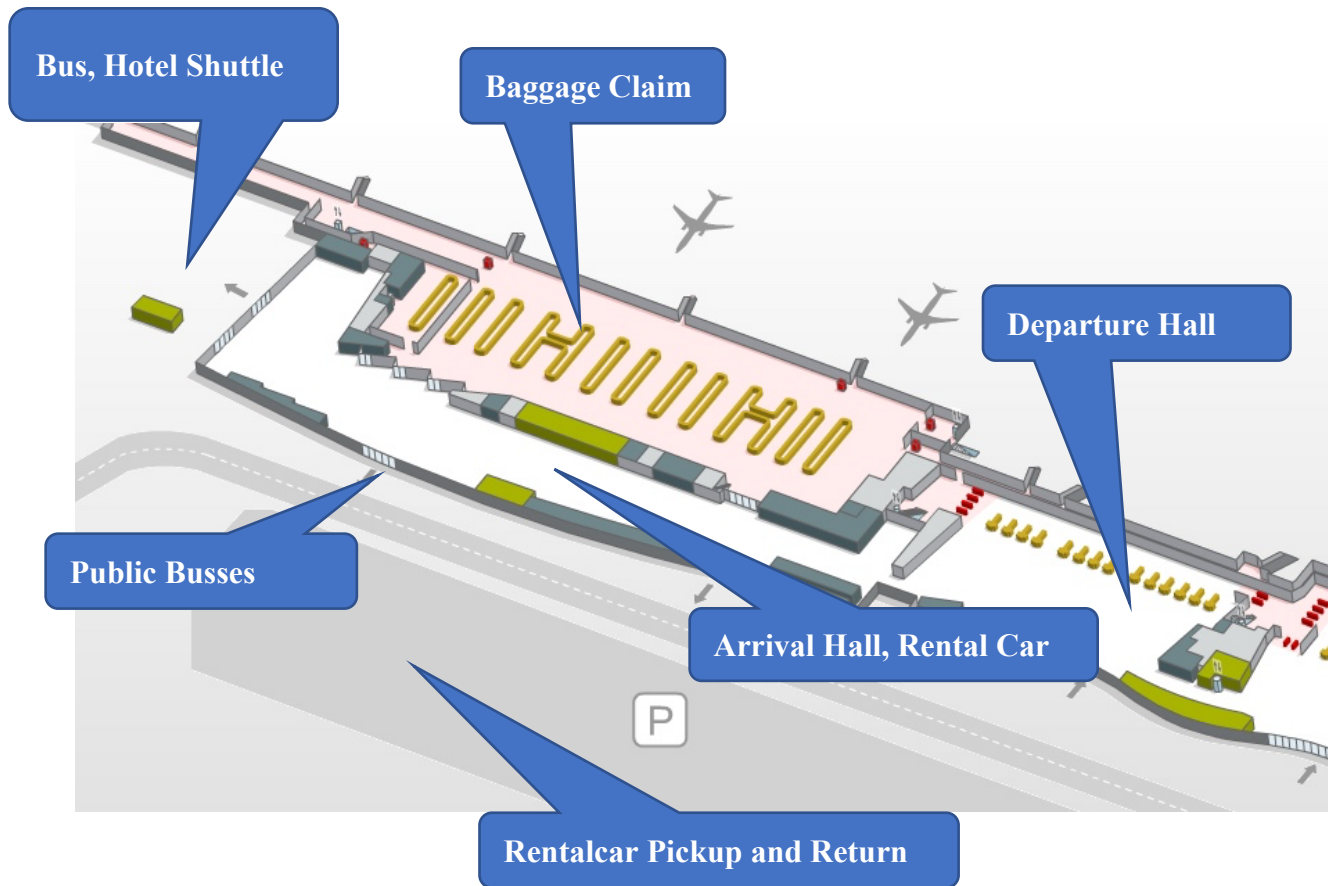 Bus, Hotel Shuttle
Baggage Claim
Departure Hall
Public Busses
Arrival Hall, Rental Car
P
Rentalcar Pickup and Return